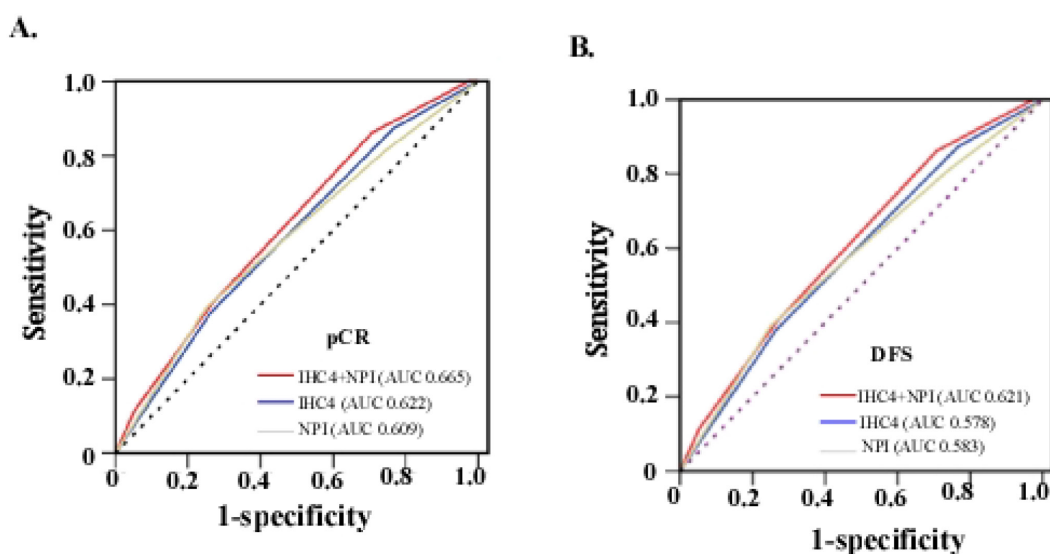 A.
1.0
0.8
0.6
0.4
0.2
0
Sensitivity
pCR
IHC4+NPI (AUC 0.665)
IHC4 (AUC 0.622)
NPI (AUC 0.609)
0 0.2 0.4 0.6 0.8 1.0
1-specificity
B.
1.0
0.8
0.6
0.4
0.2
0
Sensitivity
DFS
IHC4+NPI (AUC 0.621)
IHC4 (AUC 0.578)
NPI (AUC 0.583)
0 0.2 0.4 0.6 0.8 1.0
1-specificity